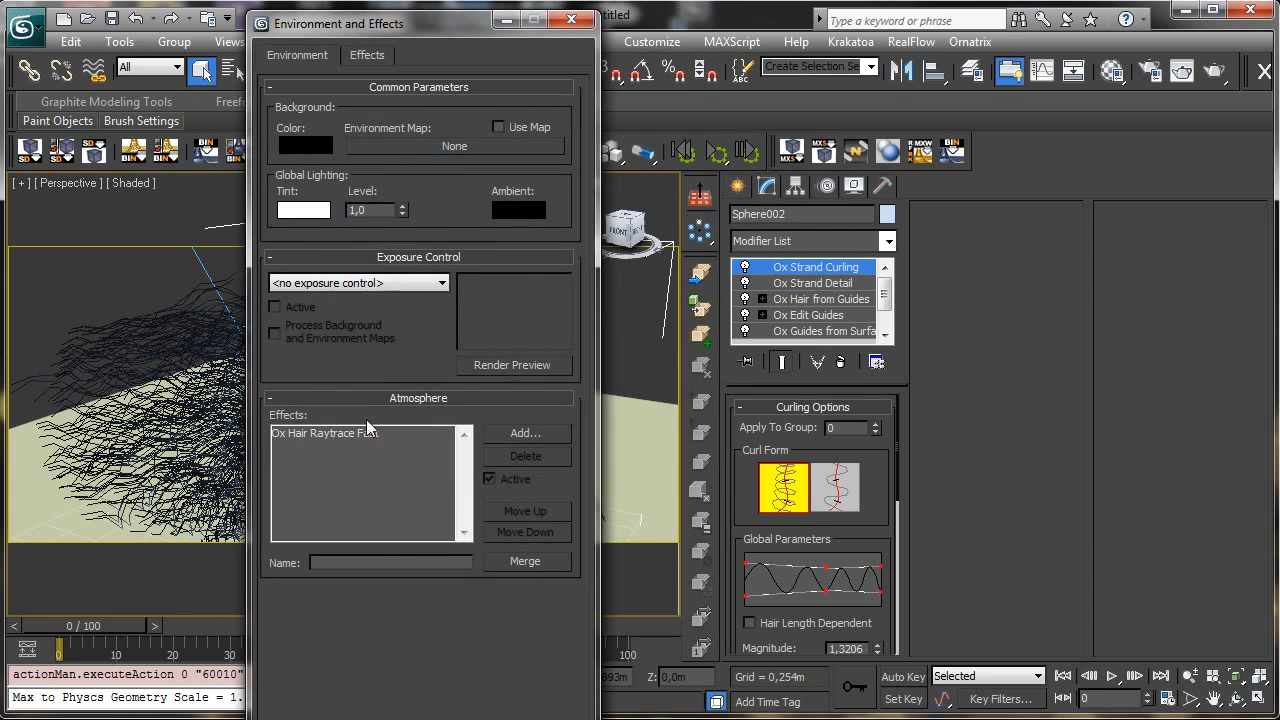 Environment and Effects
ntitled
Type a keyword or phrase
Edit Tools Group Views
Customize MAXScript Help Krakatoa RealFlow Ornatrix
All
Create Selection Se
Graphite Modeling Tools Freef
Paint Objects Brush Settings
Environment Effects
Common Parameters
Background:
Color: Environment Map: Use Map
None
Global Lighting:
Tint: Level: Ambient:
1,0
Exposure Control
<no exposure control>
Active
Process Background
and Environment Maps
Render Preview
Atmosphere
Effects:
Ox Hair Raytrace
Add...
Delete
Active
Move Up
Move Down
Name:
Merge
[ + ] [ Perspective ] [ Shaded ]
FRONT
Sphere002
Modifier List
Ox Strand Curling
Ox Strand Detail
Ox Hair from Guides
Ox Edit Guides
Ox Guides from Surfa
Curling Options
Apply To Group: 0
Curl Form
Global Parameters
Hair Length Dependent
Magnitude: 1,3206
< 0 / 100 >
0 10 20 30 100
actionMan.executeAction 0 "60010"
Max to Physcs Geometry Scale = 1.
893m Z: 0,0m Grid = 0,254m
Add Time Tag
Auto Key Selected
Set Key Key Filters... 0